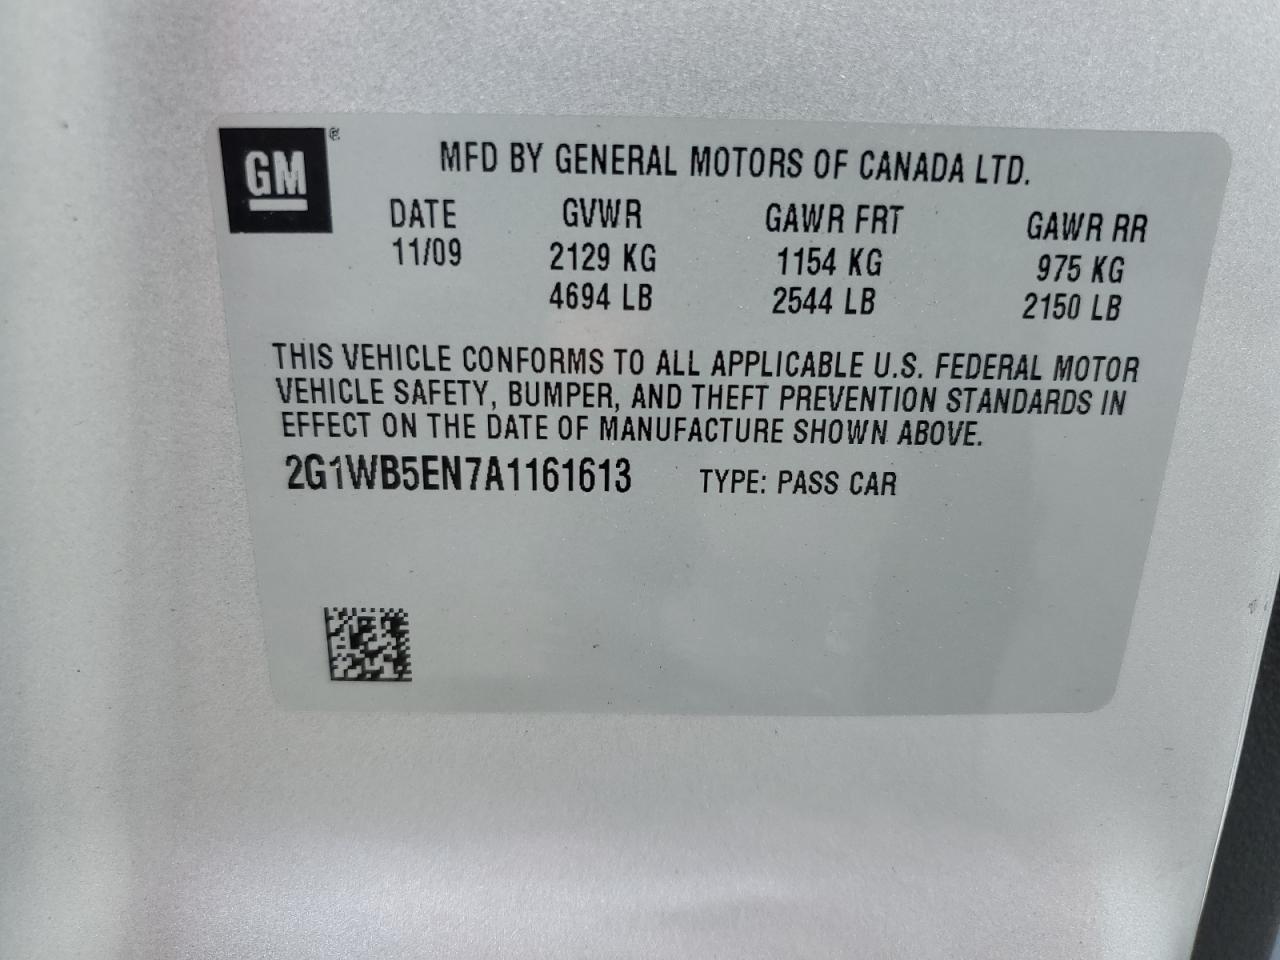 GM®
MFD BY GENERAL MOTORS OF CANADA LTD.
DATE GVWR GAWR FRT GAWR RR
11/09 2129 KG 1154 KG 975 KG
4694 LB 2544 LB 2150 LB
THIS VEHICLE CONFORMS TO ALL APPLICABLE U.S. FEDERAL MOTOR
VEHICLE SAFETY, BUMPER, AND THEFT PREVENTION STANDARDS IN
EFFECT ON THE DATE OF MANUFACTURE SHOWN ABOVE.
2G1WB5EN7A1161613 TYPE: PASS CAR